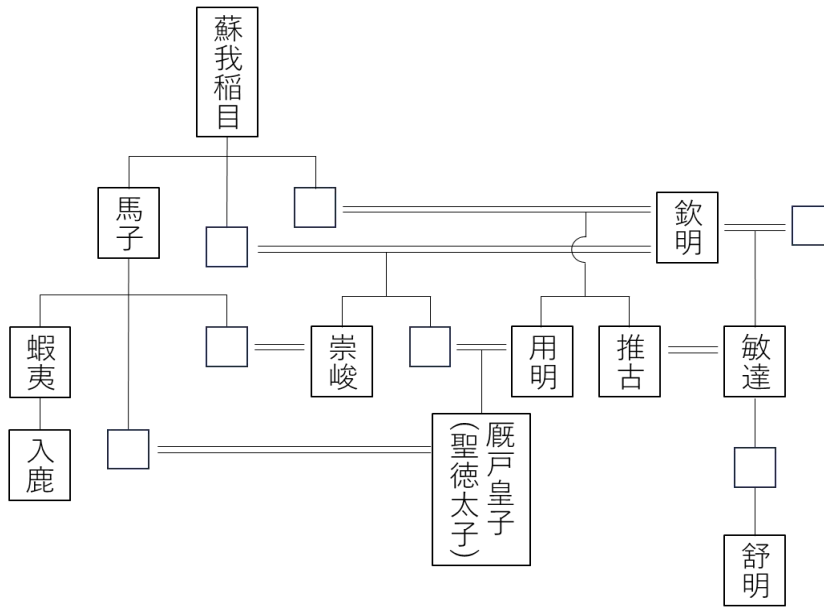 蘇我稲目
馬子
欽明
蝦夷
崇峻
用明
推古
敏達
入鹿
厩戸皇子
(聖徳太子)
舒明